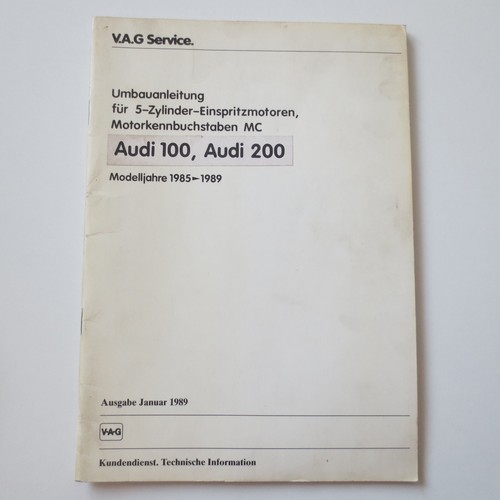 V.A.G Service.
Umbauanleitung
für 5-Zylinder-Einspritzmotoren,
Motorkennbuchstaben MC
Audi 100, Audi 200
Modelljahre 1985►1989
Ausgabe Januar 1989
V·A·G
Kundendienst. Technische Information